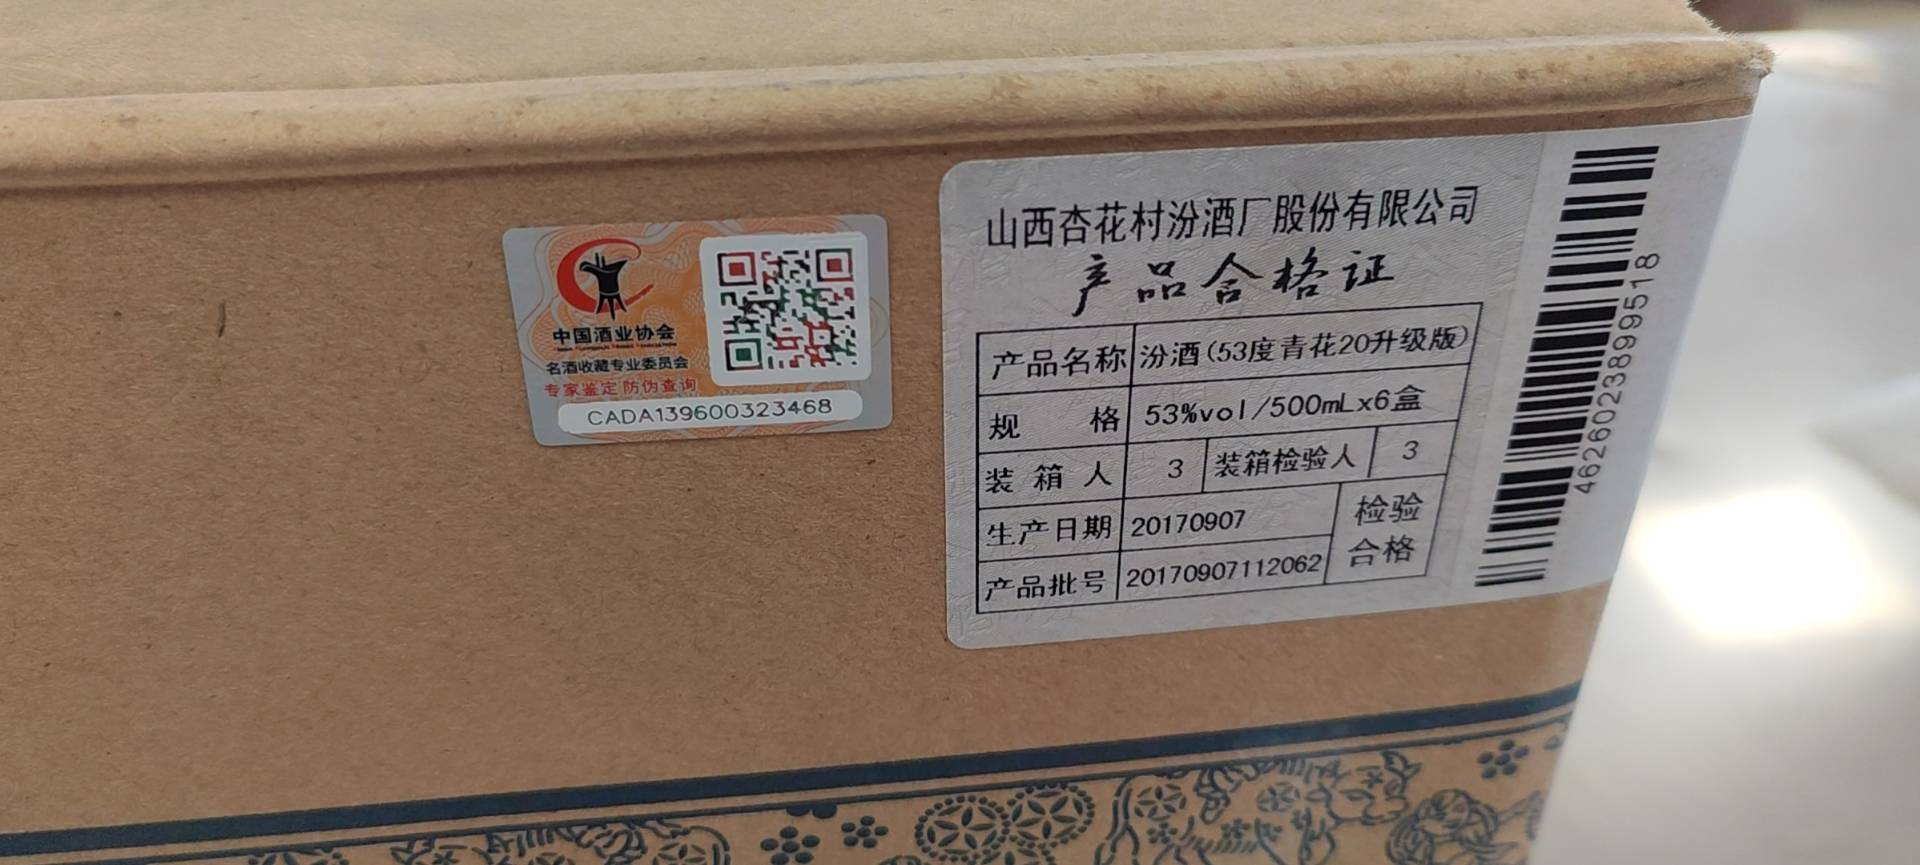 中国酒业协会
名酒收藏专业委员会
专家鉴定 防伪查询
CADA139600323468
山西杏花村汾酒厂股份有限公司
产品合格证
产品名称 汾酒(53度青花20升级版)
规 格 53%vol/500mLx6盒
装箱人 3 装箱检验人 3
生产日期 20170907 检验
产品批号 20170907112062 合格
4626023899518